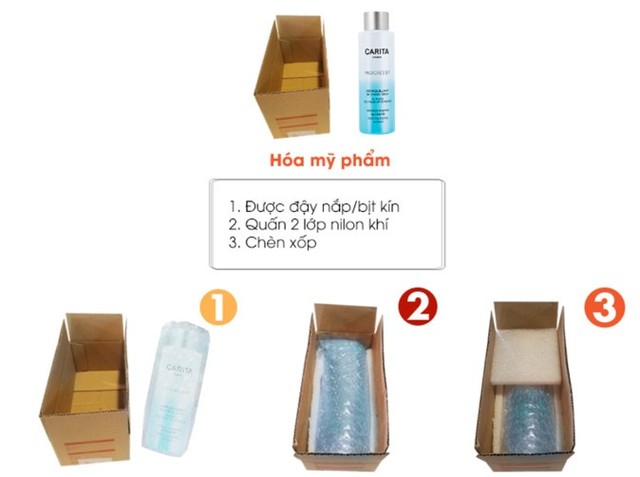 CARITA
Hóa mỹ phẩm
1. Được đậy nắp/bịt kín
2. Quấn 2 lớp nilon khí
3. Chèn xốp
1
2
3
CARITA